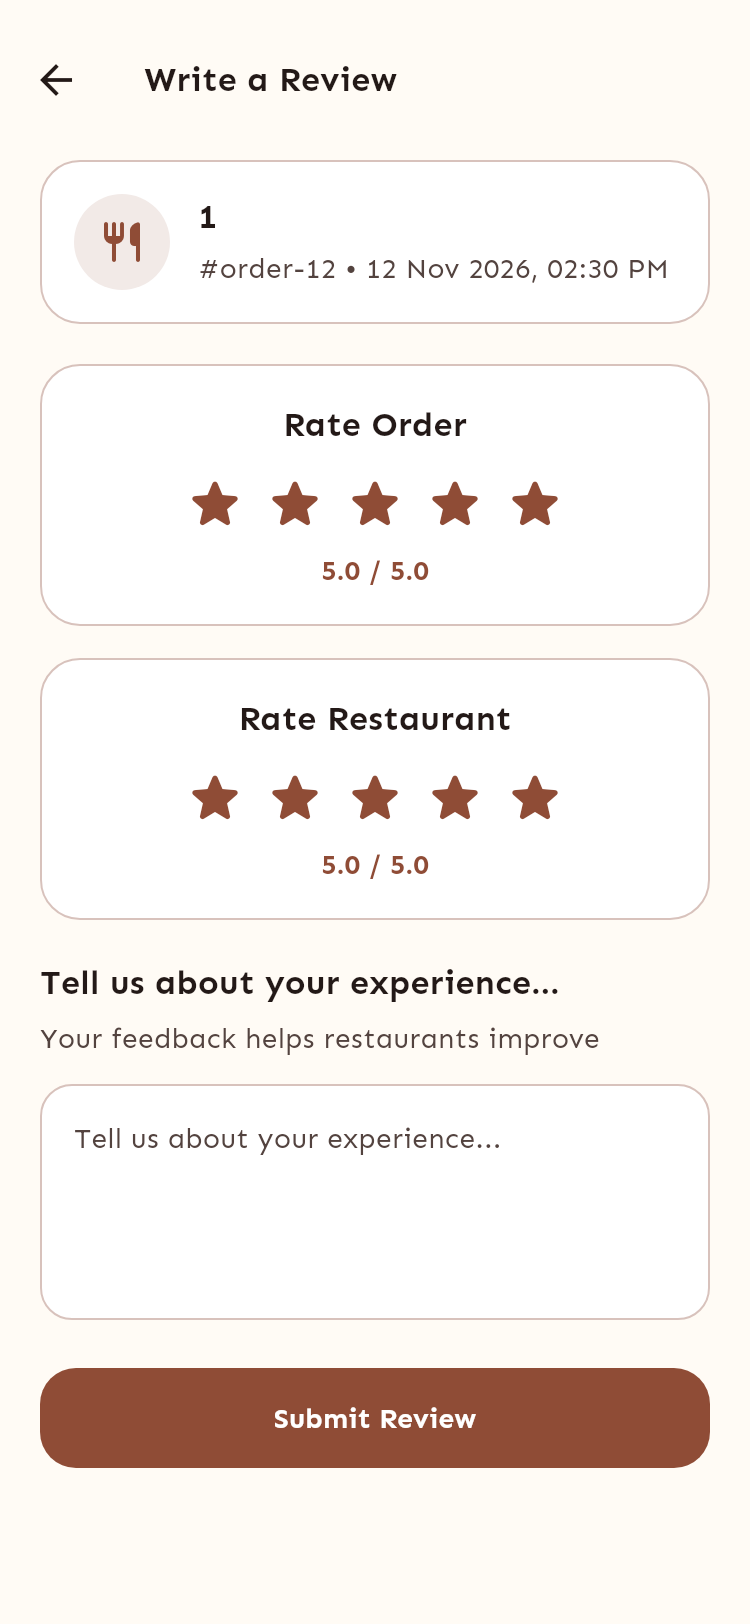 Write a Review
1
#order-12 • 12 Nov 2026, 02:30 PM
Rate Order
5.0 / 5.0
Rate Restaurant
5.0 / 5.0
Tell us about your experience...
Your feedback helps restaurants improve
Tell us about your experience...
Submit Review